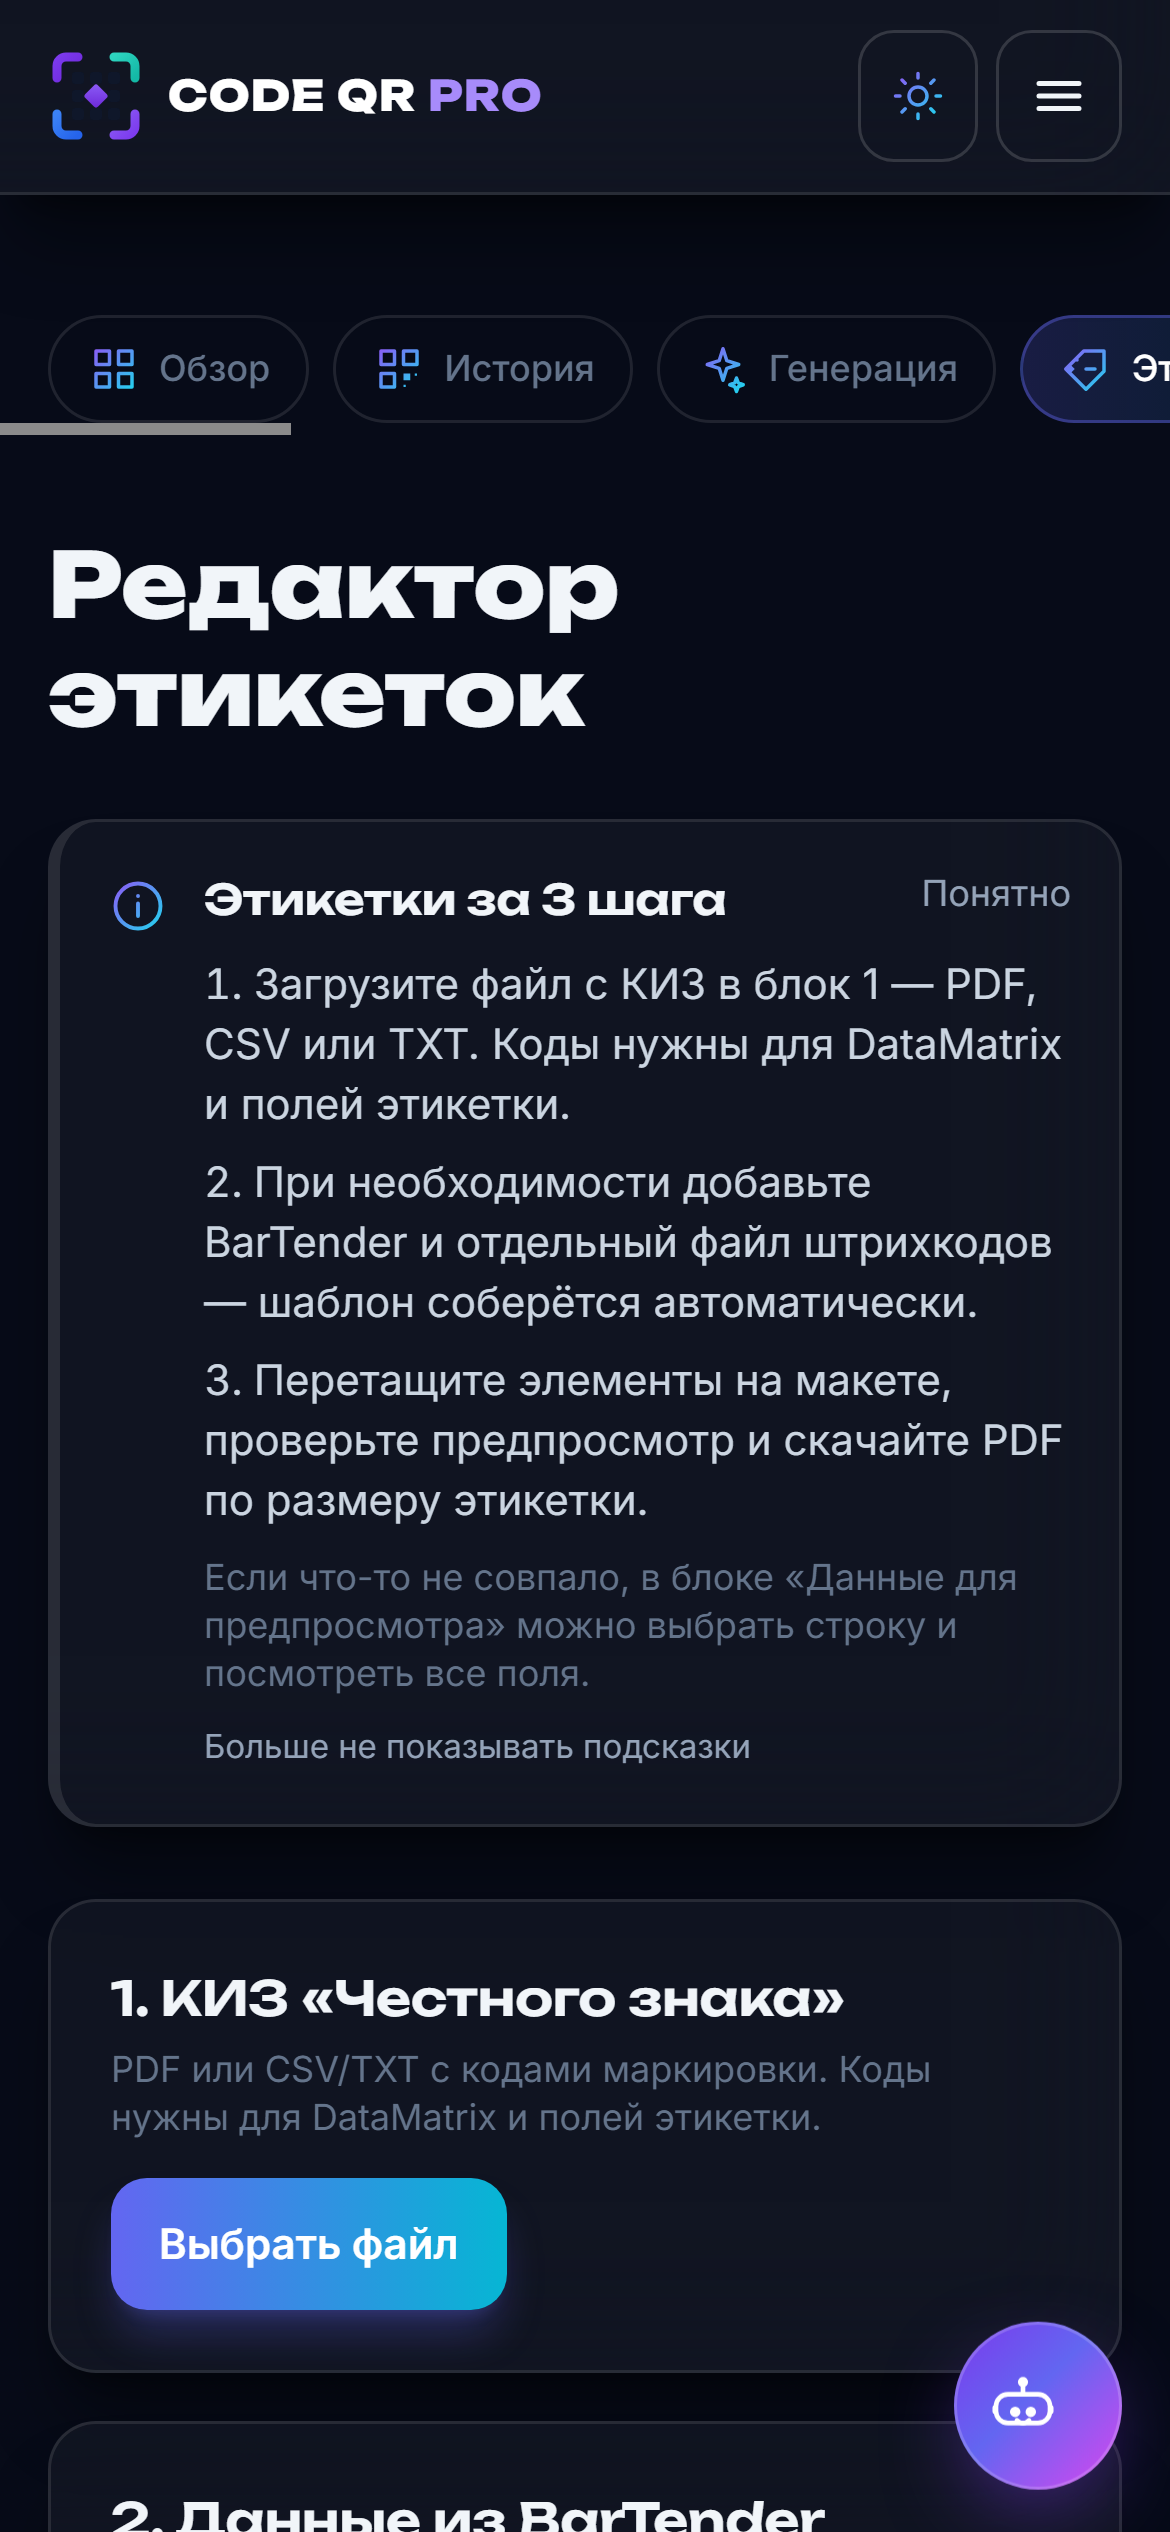 CODE QR PRO
Обзор
История
Генерация
Эт
Редактор
этикеток
Этикетки за 3 шага
Понятно
1. Загрузите файл с КИЗ в блок 1 — PDF,
CSV или TXT. Коды нужны для DataMatrix
и полей этикетки.
2. При необходимости добавьте
BarTender и отдельный файл штрихкодов
— шаблон соберётся автоматически.
3. Перетащите элементы на макете,
проверьте предпросмотр и скачайте PDF
по размеру этикетки.
Если что-то не совпало, в блоке «Данные для
предпросмотра» можно выбрать строку и
посмотреть все поля.
Больше не показывать подсказки
1. КИЗ «Честного знака»
PDF или CSV/TXT с кодами маркировки. Коды
нужны для DataMatrix и полей этикетки.
Выбрать файл
2. Данные из BarTender